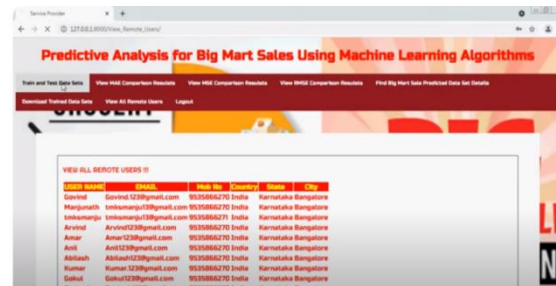 Service Provider
127.0.0.1:8000/View_Remote_Users/
Predictive Analysis for Big Mart Sales Using Machine Learning Algorithms
Train and Test Data Sets View MAE Comparison Results View MSE Comparison Results View RMSE Comparison Results Find Big Mart Sale Predicted Data Set Details
Download Trained Data Sets View All Remote Users Logout
VIEW ALL REMOTE USERS !!!
USER NAME EMAIL Mob No Country State City
Govind Govind.123@gmail.com 9535866270 India Karnataka Bangalore
Manjunath tmksmanju13@gmail.com 9535866270 India Karnataka Bangalore
tmksmanju tmksmanju13@gmail.com 9535866271 India Karnataka Bangalore
Arvind Arvind123@gmail.com 9535866270 India Karnataka Bangalore
Amar Amar123@gmail.com 9535866270 India Karnataka Bangalore
Anil Anil123@gmail.com 9535866270 India Karnataka Bangalore
Abilash Abilash123@gmail.com 9535866270 India Karnataka Bangalore
Kumar Kumar.123@gmail.com 9535866270 India Karnataka Bangalore
Gokul Gokul123@gmail.com 9535866270 India Karnataka Bangalore